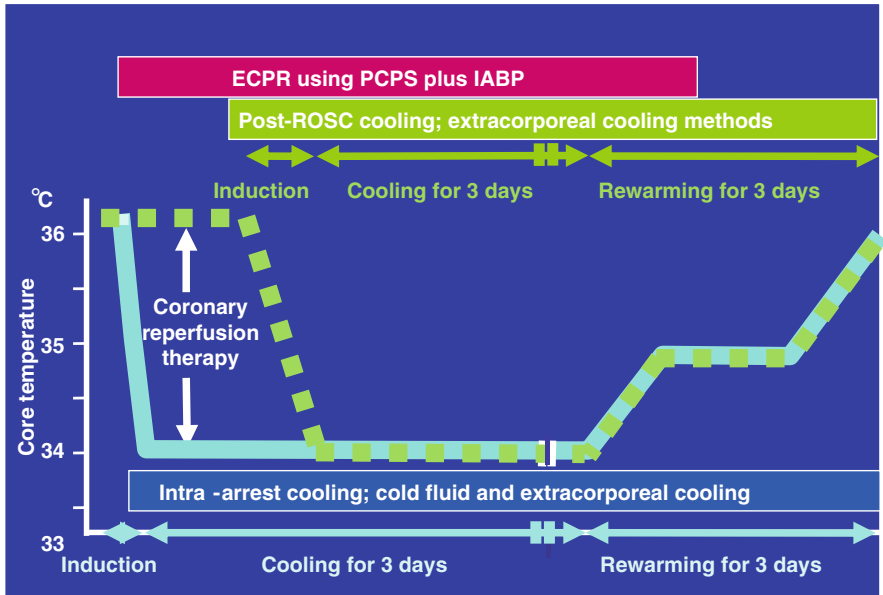 ECPR using PCPS plus IABP
Post-ROSC cooling; extracorporeal cooling methods
Induction Cooling for 3 days Rewarming for 3 days
°C
36
35
34
33
Core temperature
Coronary
reperfusion
therapy
Intra -arrest cooling; cold fluid and extracorporeal cooling
Induction Cooling for 3 days Rewarming for 3 days